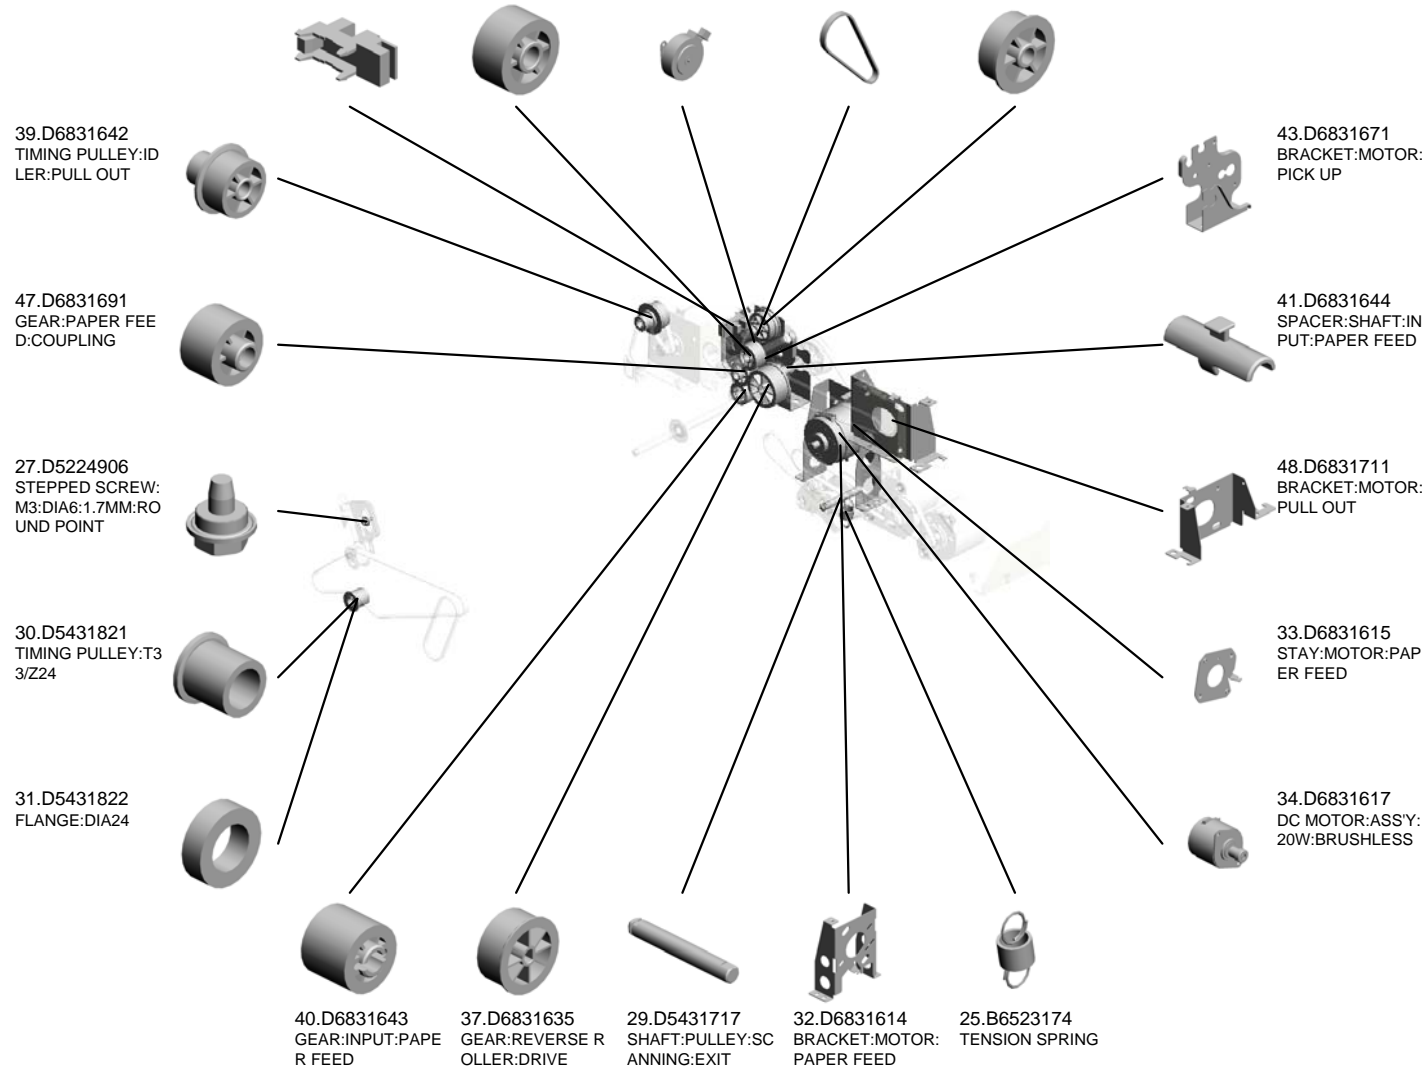 39.D6831642
TIMING PULLEY:ID
LER:PULL OUT
47.D6831691
GEAR:PAPER FEE
D:COUPLING
27.D5224906
STEPPED SCREW:
M3:DIA6:1.7MM:RO
UND POINT
30.D5431821
TIMING PULLEY:T3
3/Z24
31.D5431822
FLANGE:DIA24
40.D6831643
GEAR:INPUT:PAPE
R FEED
37.D6831635
GEAR:REVERSE R
OLLER:DRIVE
29.D5431717
SHAFT:PULLEY:SC
ANNING:EXIT
32.D6831614
BRACKET:MOTOR:
PAPER FEED
25.B6523174
TENSION SPRING
43.D6831671
BRACKET:MOTOR:
PICK UP
41.D6831644
SPACER:SHAFT:IN
PUT:PAPER FEED
48.D6831711
BRACKET:MOTOR:
PULL OUT
33.D6831615
STAY:MOTOR:PAP
ER FEED
34.D6831617
DC MOTOR:ASS'Y:
20W:BRUSHLESS